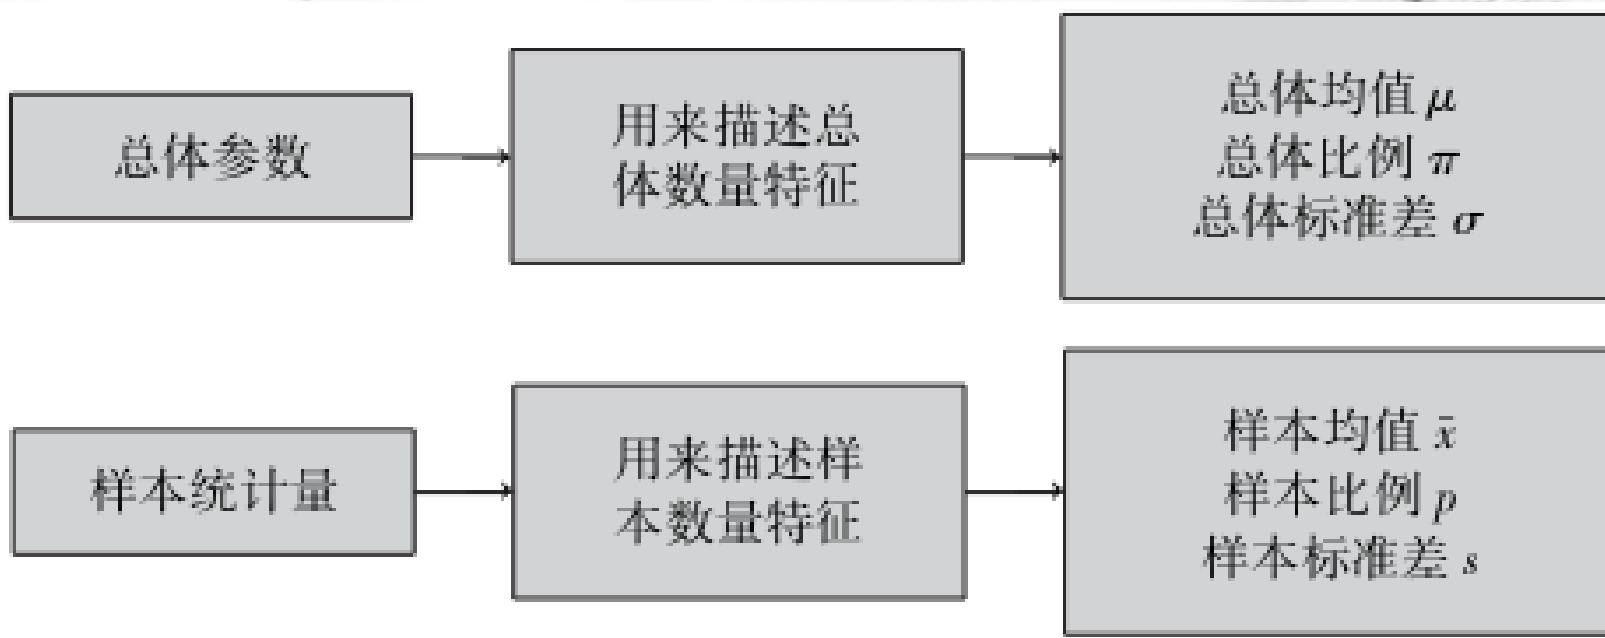 总体参数
用来描述总
体数量特征
总体均值 μ
总体比例 π
总体标准差 σ
样本统计量
用来描述样
本数量特征
样本均值 x̄
样本比例 p
样本标准差 s